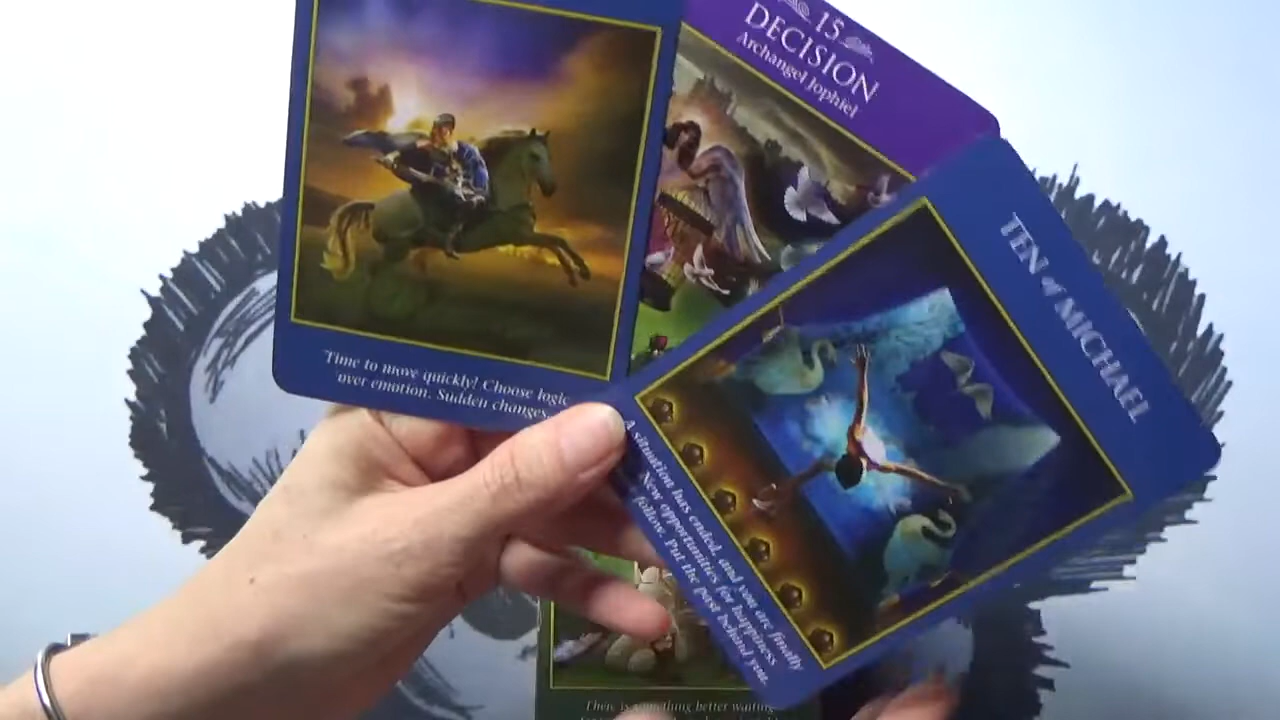 Time to move quickly! Choose logic
over emotion. Sudden changes.
15
DECISION
Archangel Jophiel
TEN of MICHAEL
A situation has ended, and you are finally
New opportunities for happiness
follow. Put the past behind you.
There is something better waiting